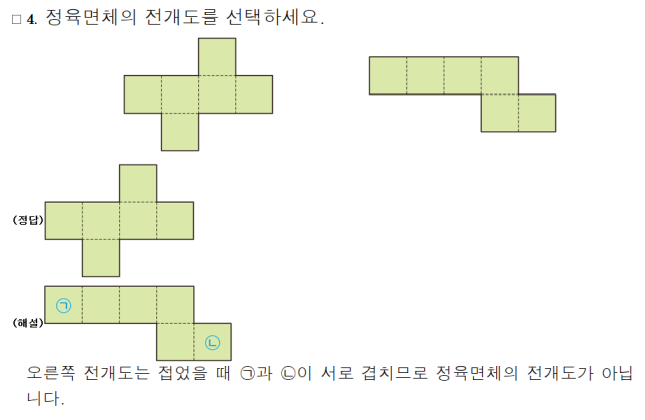 □ 4. 정육면체의 전개도를 선택하세요.
(정답)
㉠
(해설)
㉡
오른쪽 전개도는 접었을 때 ㉠과 ㉡이 서로 겹치므로 정육면체의 전개도가 아닙
니다.